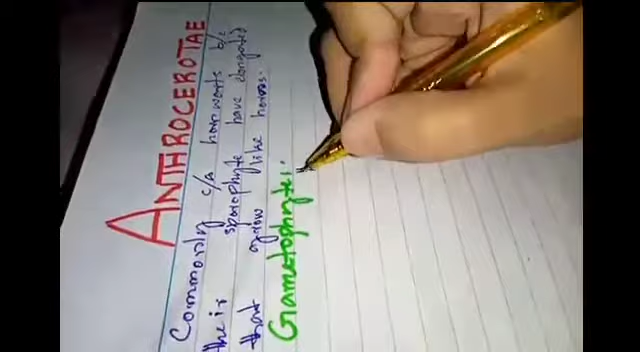 ANTHROCEROTAE
Commonly c/a hornworts b/c
their sporophyte have elongated
that grow like horns.
Gametophyte: